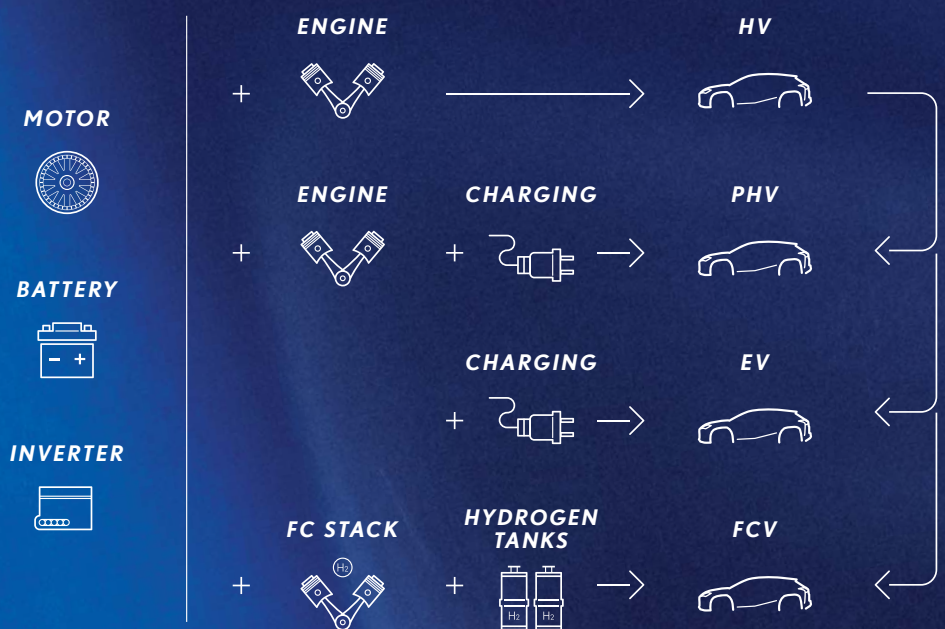 MOTOR
BATTERY
INVERTER
ENGINE
HV
ENGINE
CHARGING
PHV
CHARGING
EV
FC STACK
HYDROGEN
TANKS
FCV
H2
H2
H2